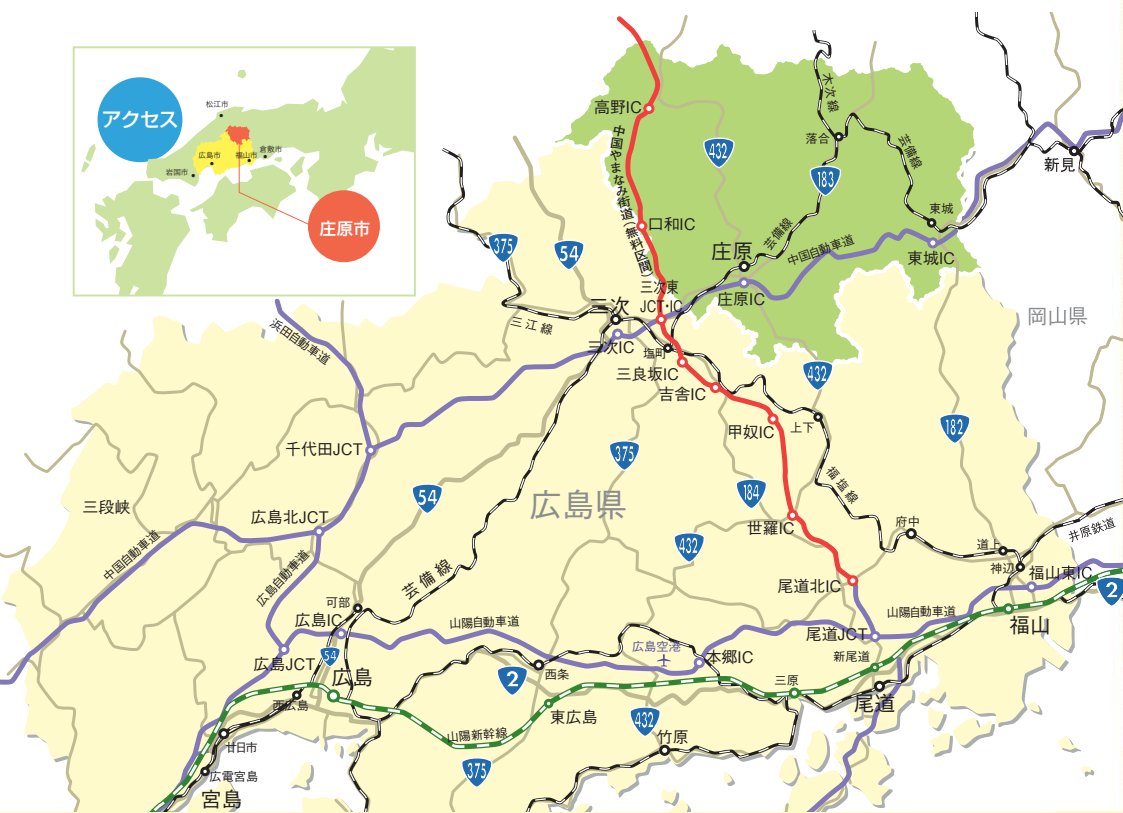 アクセス
松江市
広島市
福山市
倉敷市
岩国市
庄原市
高野IC
中国やまなみ街道(無料区間)
432
木次線
落合
芸備線
183
新見
東城
東城IC
口和IC
375
54
庄原
芸備線
中国自動車道
庄原IC
三次東
JCT・IC
三次
三江線
三次IC
塩町
三良坂IC
吉舎IC
岡山県
浜田自動車道
432
甲奴IC
上下
182
千代田JCT
375
福塩線
三段峡
54
広島県
184
広島北JCT
世羅IC
府中
井原鉄道
中国自動車道
432
道上
神辺
広島自動車道
芸備線
尾道北IC
福山東IC
2
可部
広島IC
山陽自動車道
山陽自動車道
福山
尾道JCT
54
広島JCT
広島空港
本郷IC
新尾道
西条
2
広島
三原
尾道
西広島
東広島
432
山陽新幹線
竹原
廿日市
375
広電宮島
宮島